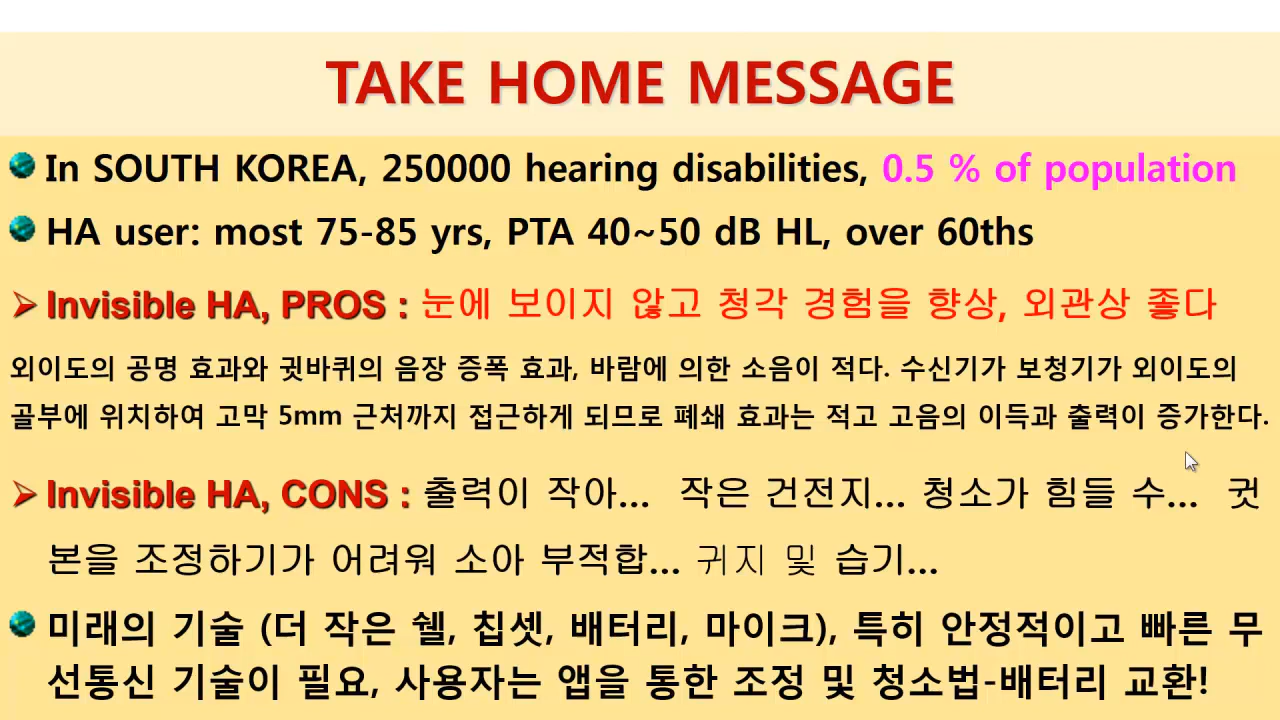 TAKE HOME MESSAGE
In SOUTH KOREA, 250000 hearing disabilities, 0.5 % of population
HA user: most 75-85 yrs, PTA 40~50 dB HL, over 60ths
Invisible HA, PROS : 눈에 보이지 않고 청각 경험을 향상, 외관상 좋다
외이도의 공명 효과와 귓바퀴의 음장 증폭 효과, 바람에 의한 소음이 적다. 수신기가 보청기가 외이도의
골부에 위치하여 고막 5mm 근처까지 접근하게 되므로 폐쇄 효과는 적고 고음의 이득과 출력이 증가한다.
Invisible HA, CONS : 출력이 작아... 작은 건전지... 청소가 힘들 수... 귓
본을 조정하기가 어려워 소아 부적합... 귀지 및 습기...
미래의 기술 (더 작은 쉘, 칩셋, 배터리, 마이크), 특히 안정적이고 빠른 무
선통신 기술이 필요, 사용자는 앱을 통한 조정 및 청소법-배터리 교환!